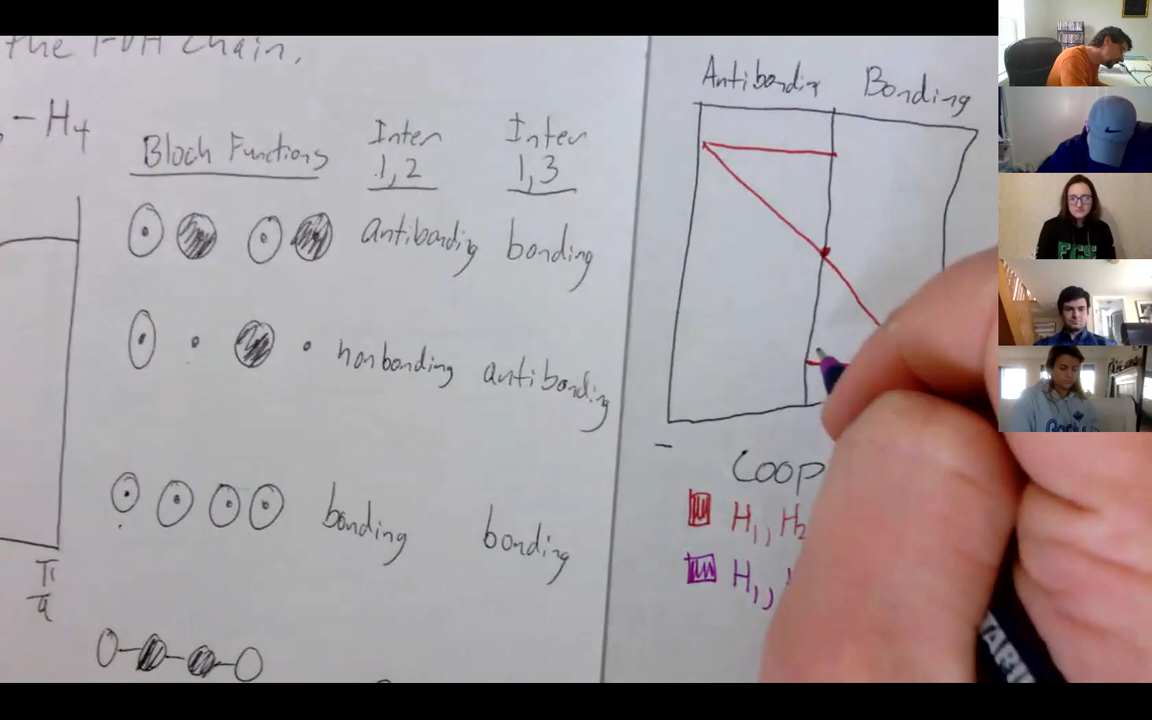 the H chain,
- H4
Bloch Functions
Inter 1,2
Inter 1,3
antibonding bonding
nonbonding antibonding
bonding bonding
π
a
Antibonding Bonding
-
COOP
H1, H2
H1,